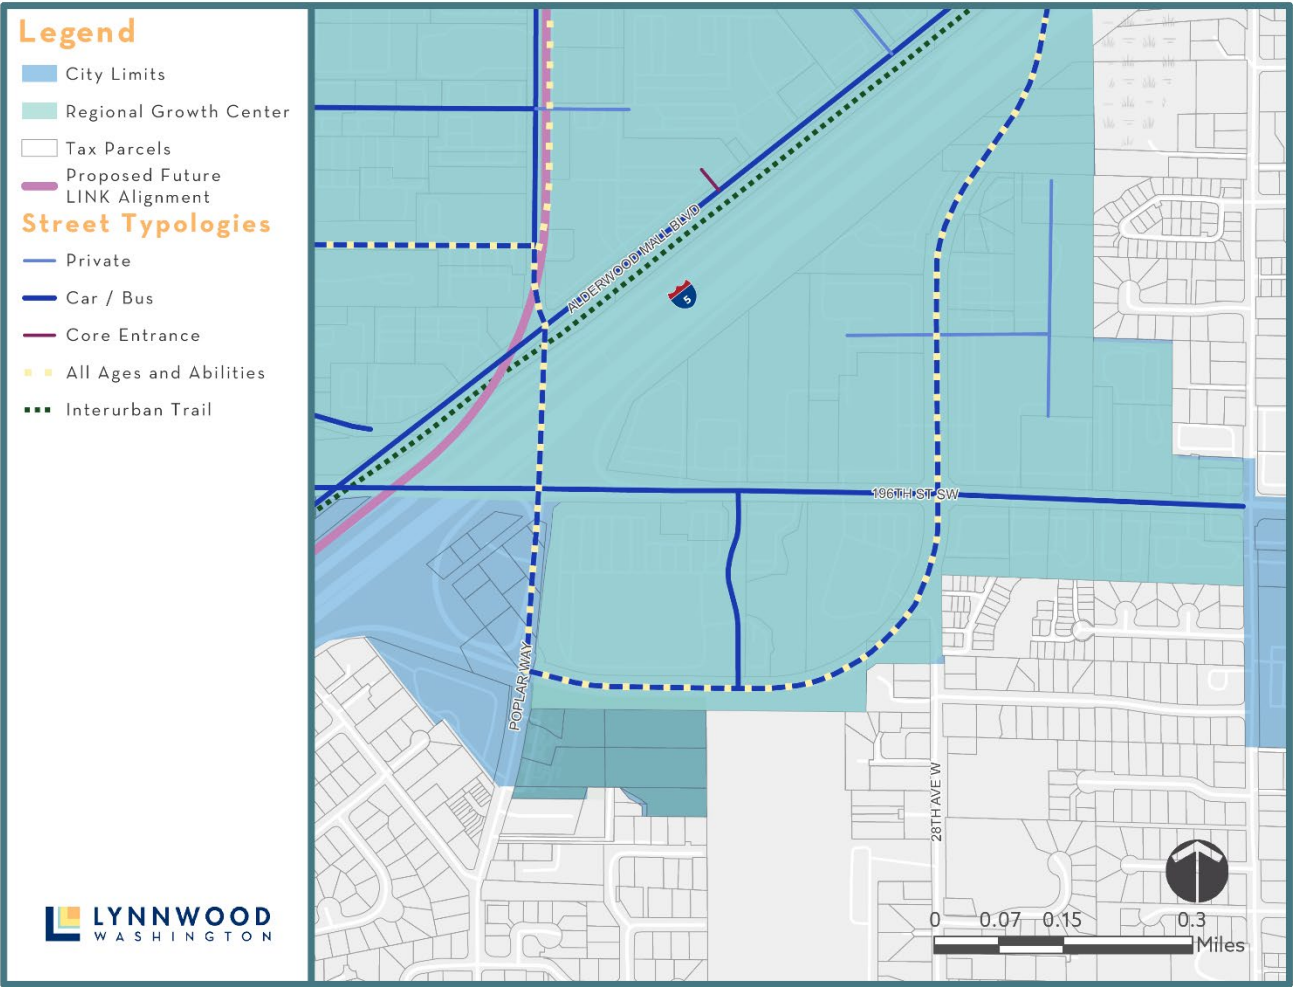 Legend
City Limits
Regional Growth Center
Tax Parcels
Proposed Future
LINK Alignment
Street Typologies
Private
Car / Bus
Core Entrance
All Ages and Abilities
Interurban Trail
LYNNWOOD
WASHINGTON
ALDERWOOD MALL BLVD
5
196TH ST SW
POPLAR WAY
28TH AVE W
0 0.07 0.15 0.3
Miles